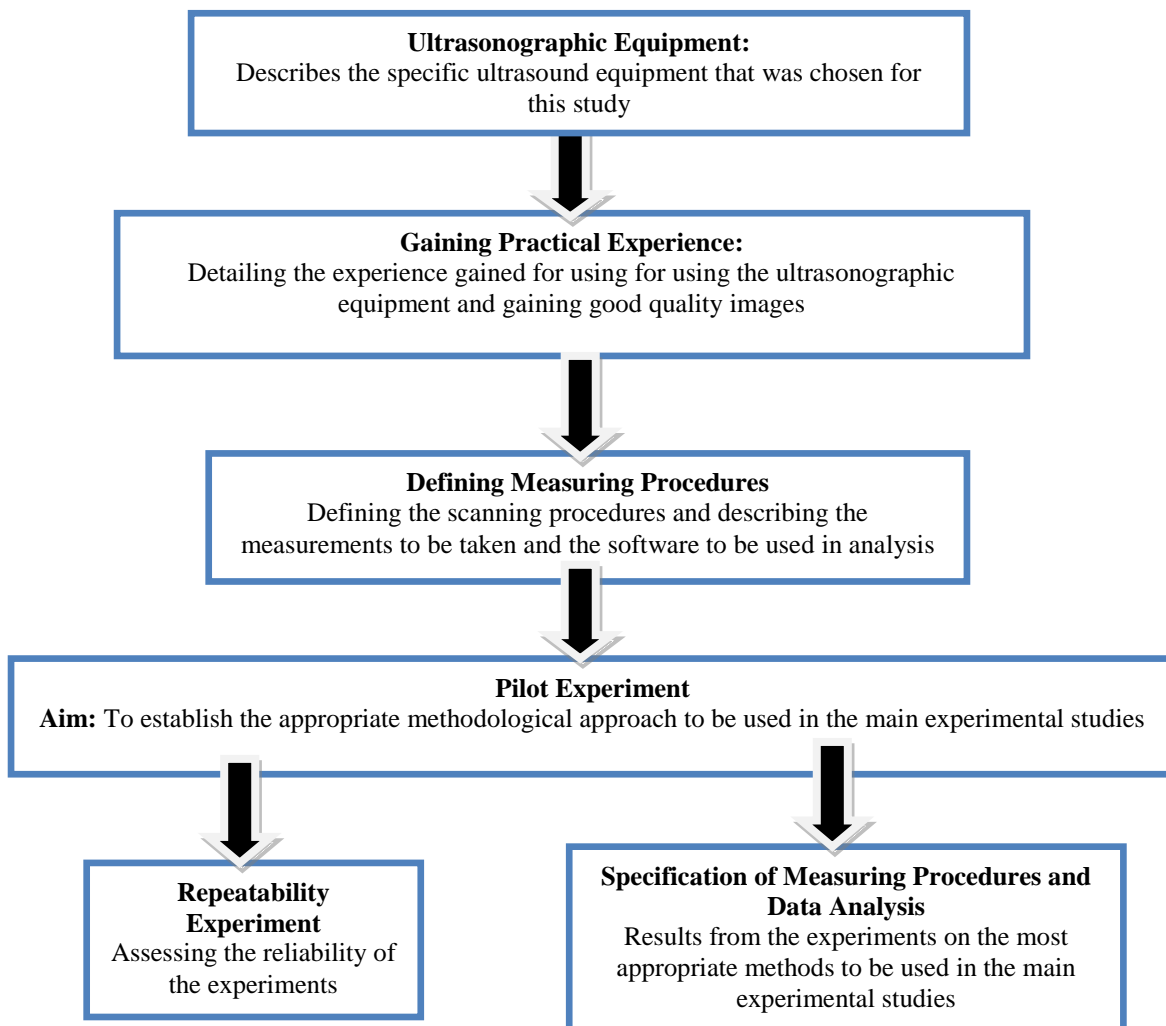 Ultrasonographic Equipment:
Describes the specific ultrasound equipment that was chosen for
this study
Gaining Practical Experience:
Detailing the experience gained for using for using the ultrasonographic
equipment and gaining good quality images
Defining Measuring Procedures
Defining the scanning procedures and describing the
measurements to be taken and the software to be used in analysis
Pilot Experiment
Aim: To establish the appropriate methodological approach to be used in the main experimental studies
Repeatability
Experiment
Assessing the reliability of
the experiments
Specification of Measuring Procedures and
Data Analysis
Results from the experiments on the most
appropriate methods to be used in the main
experimental studies